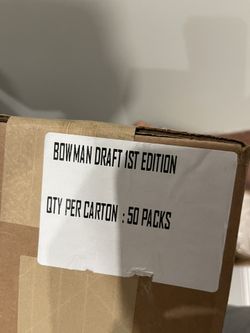 BOWMAN DRAFT 1ST EDITION
QTY PER CARTON : 50 PACKS